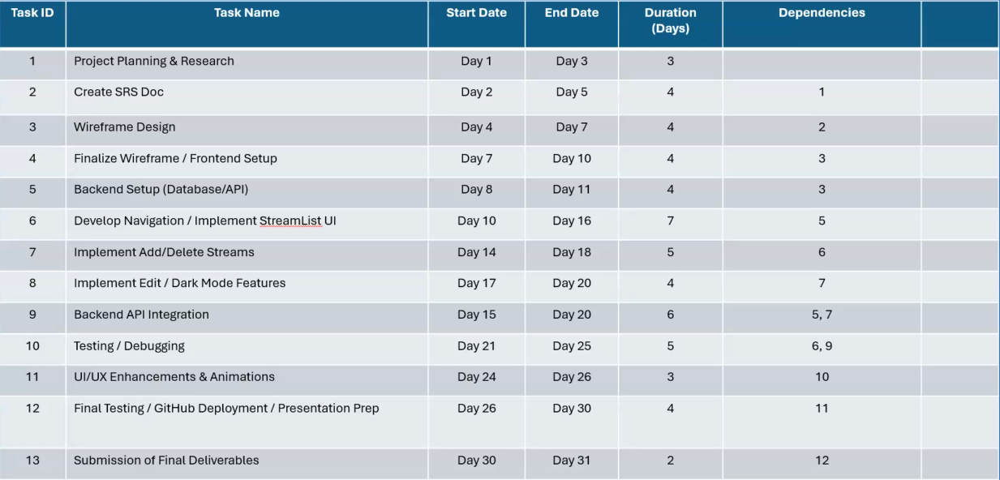 Task ID Task Name Start Date End Date Duration (Days) Dependencies
1 Project Planning & Research Day 1 Day 3 3
2 Create SRS Doc Day 2 Day 5 4 1
3 Wireframe Design Day 4 Day 7 4 2
4 Finalize Wireframe / Frontend Setup Day 7 Day 10 4 3
5 Backend Setup (Database/API) Day 8 Day 11 4 3
6 Develop Navigation / Implement StreamList UI Day 10 Day 16 7 5
7 Implement Add/Delete Streams Day 14 Day 18 5 6
8 Implement Edit / Dark Mode Features Day 17 Day 20 4 7
9 Backend API Integration Day 15 Day 20 6 5, 7
10 Testing / Debugging Day 21 Day 25 5 6, 9
11 UI/UX Enhancements & Animations Day 24 Day 26 3 10
12 Final Testing / GitHub Deployment / Presentation Prep Day 26 Day 30 4 11
13 Submission of Final Deliverables Day 30 Day 31 2 12